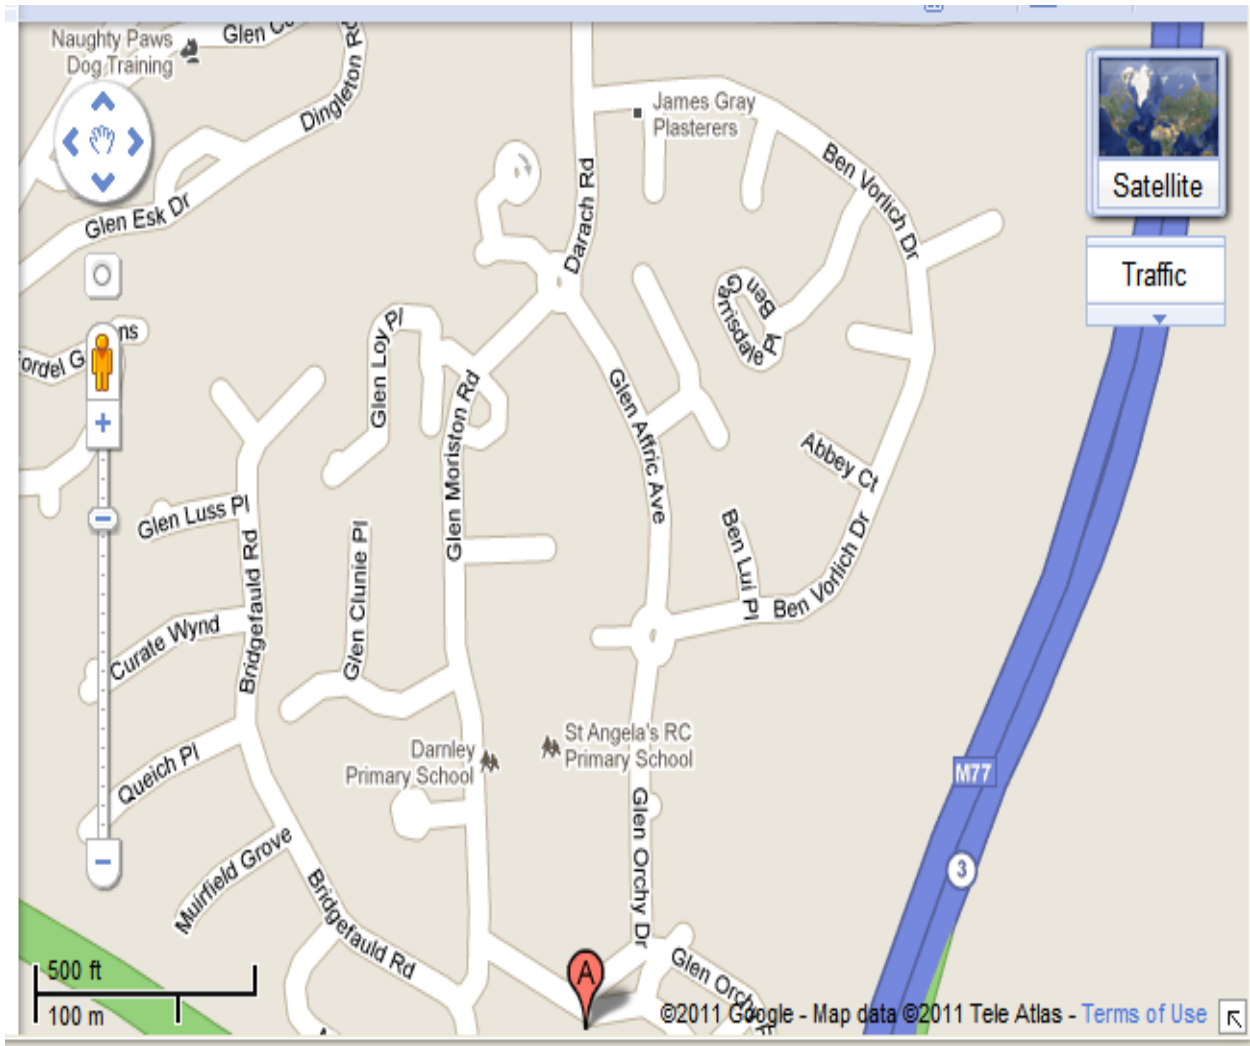 Naughty Paws
Dog Training
Glen
Dingleton Rd
James Gray
Plasterers
Satellite
Traffic
Ben Vorlich Dr
Darach Rd
Glen Esk Dr
Ben
Garrisdale
Pl
Glen Loy Pl
Glen Moriston Rd
Glen Affric Ave
Abbey Ct
Glen Luss Pl
Bridgefauld Rd
Glen Clunie Pl
Ben Lui Pl
Ben Vorlich Dr
Curate Wynd
Darnley
Primary School
St Angela's RC
Primary School
Queich Pl
M77
3
Glen Orchy Dr
Muirfield Grove
Bridgefauld Rd
Glen
A
500 ft
100 m
©2011 Google - Map data ©2011 Tele Atlas - Terms of Use